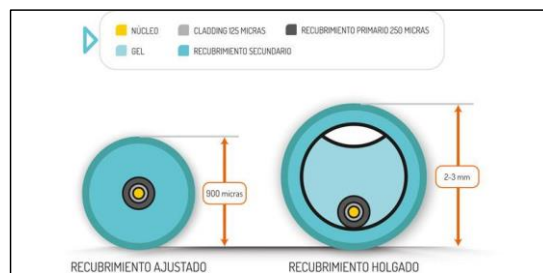 NÚCLEO CLADDING 125 MICRAS RECUBRIMIENTO PRIMARIO 250 MICRAS
GEL RECUBRIMIENTO SECUNDARIO
900 micras
2-3 mm
RECUBRIMIENTO AJUSTADO RECUBRIMIENTO HOLGADO